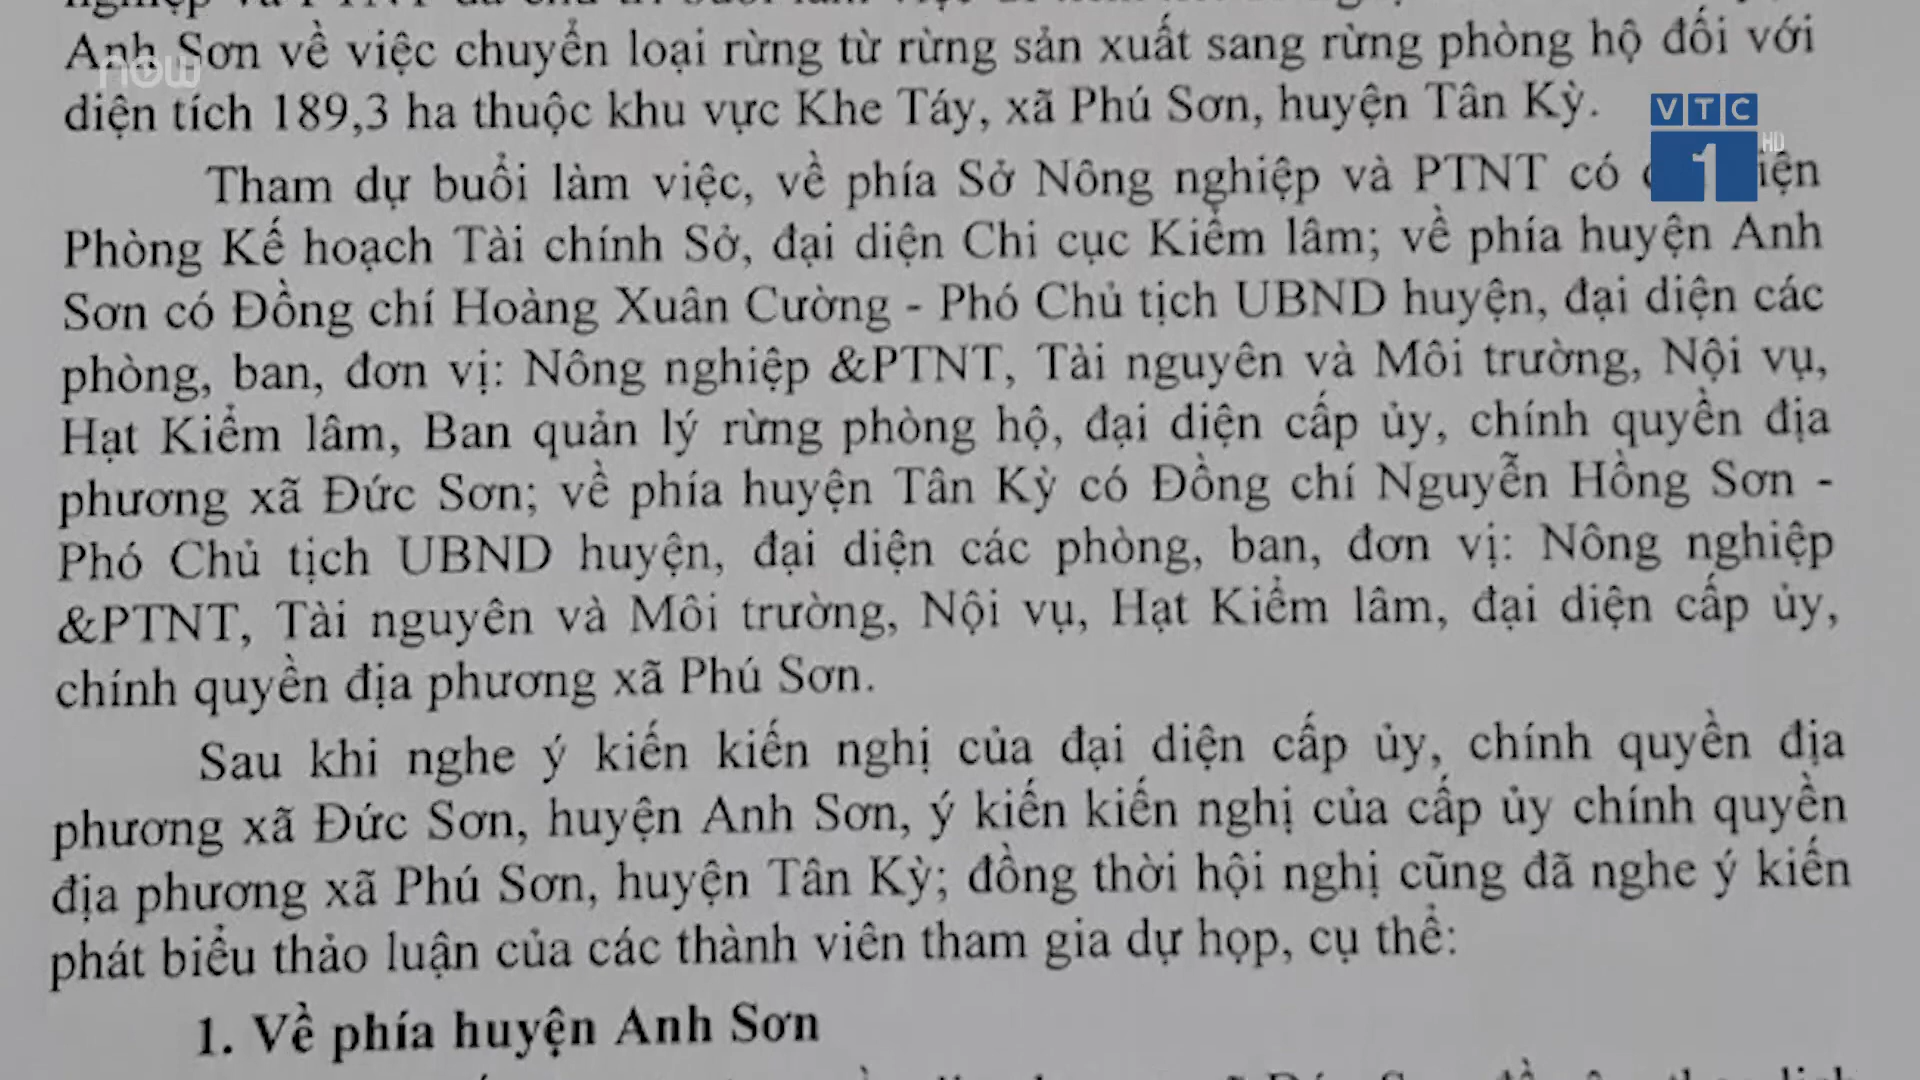 Anh Sơn về việc chuyển loại rừng từ rừng sản xuất sang rừng phòng hộ đối với
now
diện tích 189,3 ha thuộc khu vực Khe Táy, xã Phú Sơn, huyện Tân Kỳ.
VTC
1
HD
Tham dự buổi làm việc, về phía Sở Nông nghiệp và PTNT có
Phòng Kế hoạch Tài chính Sở, đại diện Chi cục Kiểm lâm; về phía huyện Anh
Sơn có Đồng chí Hoàng Xuân Cường - Phó Chủ tịch UBND huyện, đại diện các
phòng, ban, đơn vị: Nông nghiệp &PTNT, Tài nguyên và Môi trường, Nội vụ,
Hạt Kiểm lâm, Ban quản lý rừng phòng hộ, đại diện cấp ủy, chính quyền địa
phương xã Đức Sơn; về phía huyện Tân Kỳ có Đồng chí Nguyễn Hồng Sơn -
Phó Chủ tịch UBND huyện, đại diện các phòng, ban, đơn vị: Nông nghiệp
&PTNT, Tài nguyên và Môi trường, Nội vụ, Hạt Kiểm lâm, đại diện cấp ủy,
chính quyền địa phương xã Phú Sơn.
Sau khi nghe ý kiến kiến nghị của đại diện cấp ủy, chính quyền địa
phương xã Đức Sơn, huyện Anh Sơn, ý kiến kiến nghị của cấp ủy chính quyền
địa phương xã Phú Sơn, huyện Tân Kỳ; đồng thời hội nghị cũng đã nghe ý kiến
phát biểu thảo luận của các thành viên tham gia dự họp, cụ thể:
1. Về phía huyện Anh Sơn